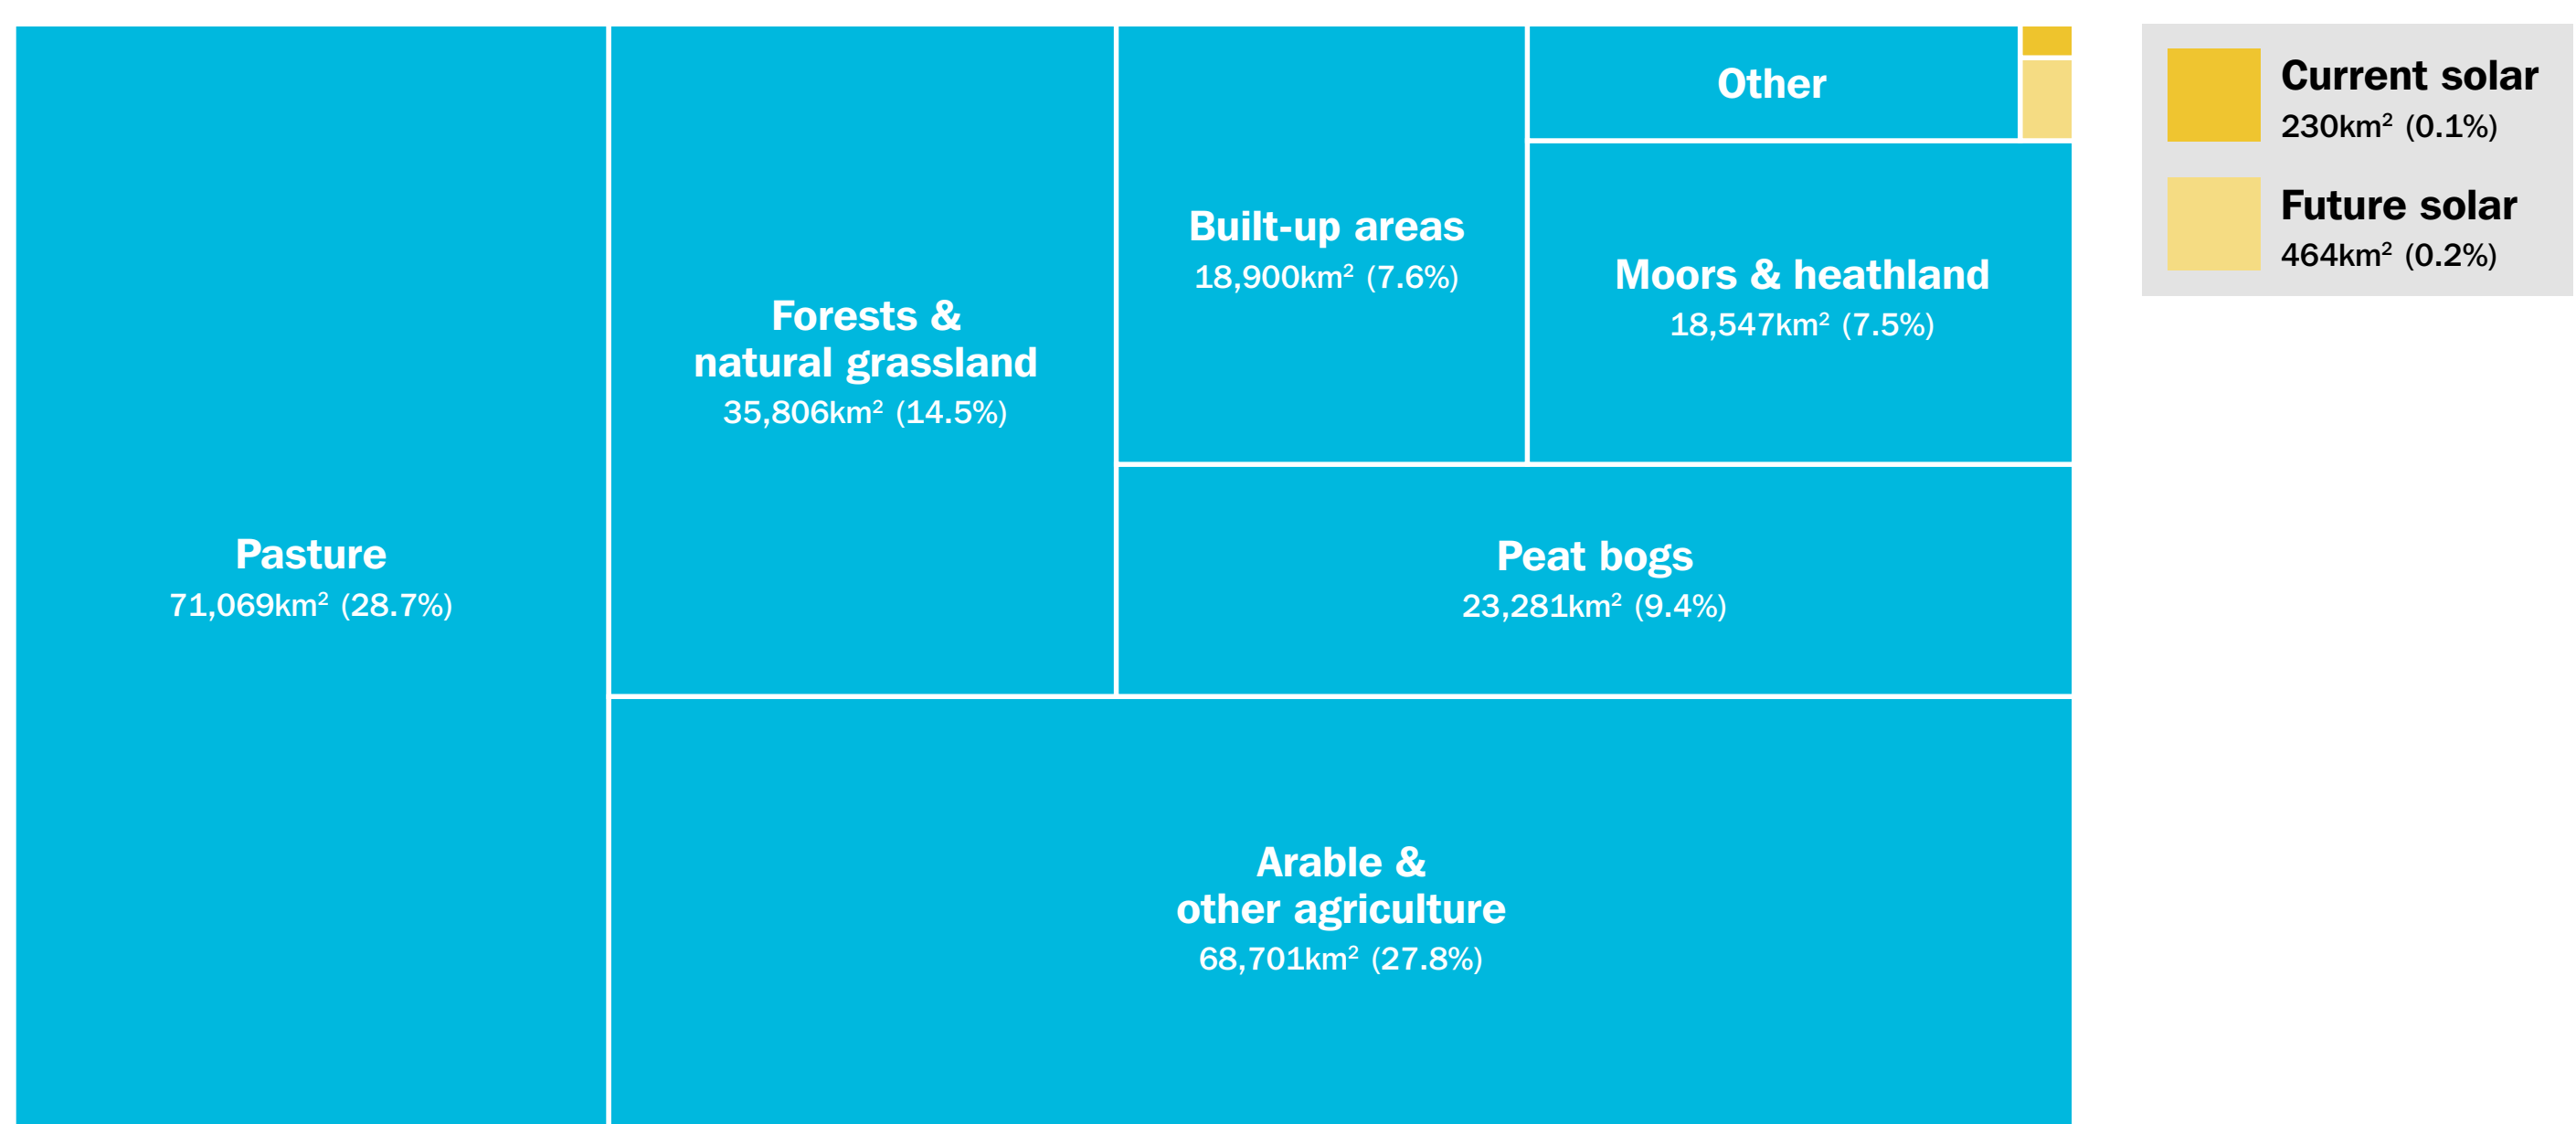 Pasture
71,069km² (28.7%)
Forests &
natural grassland
35,806km² (14.5%)
Built-up areas
18,900km² (7.6%)
Other
Moors & heathland
18,547km² (7.5%)
Peat bogs
23,281km² (9.4%)
Arable &
other agriculture
68,701km² (27.8%)
Current solar
230km² (0.1%)
Future solar
464km² (0.2%)